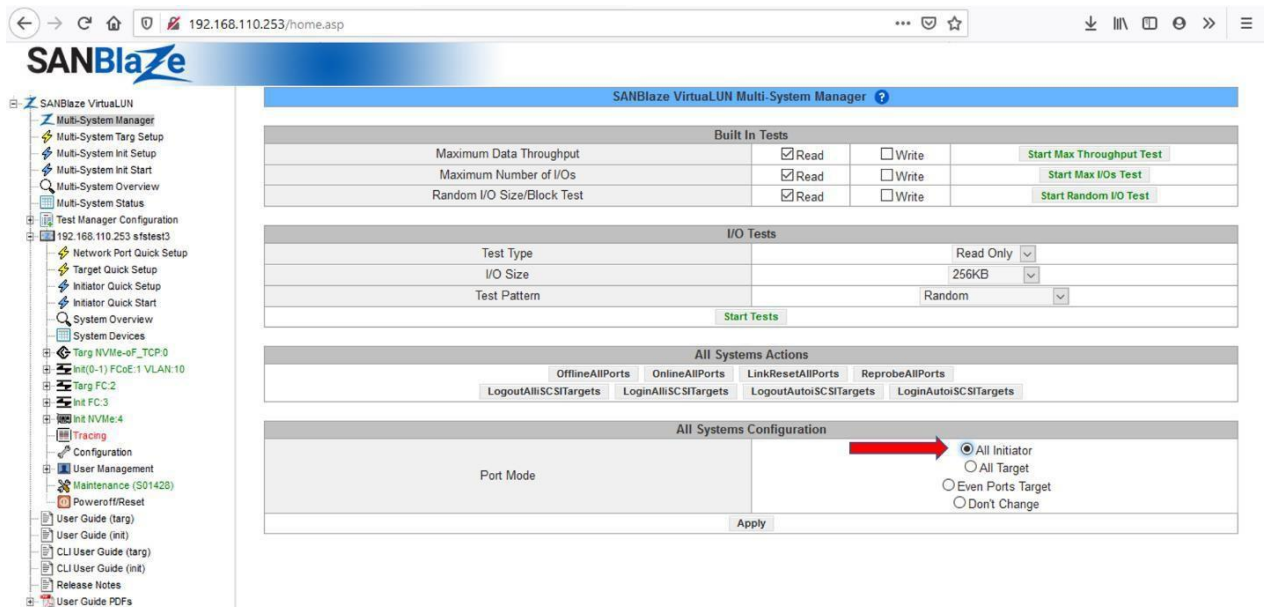 192.168.110.253/home.asp
SANBlaze
SANBlaze VirtuaLUN
Multi-System Manager
Multi-System Targ Setup
Multi-System Init Setup
Multi-System Init Start
Multi-System Overview
Multi-System Status
Test Manager Configuration
192.168.110.253 sfstest3
Network Port Quick Setup
Target Quick Setup
Initiator Quick Setup
Initiator Quick Start
System Overview
System Devices
Targ NVMe-oF_TCP:0
Init(0-1) FCoE:1 VLAN:10
Targ FC:2
Init FC:3
Init NVMe:4
Tracing
Configuration
User Management
Maintenance (S01428)
Poweroff/Reset
User Guide (targ)
User Guide (init)
CLI User Guide (targ)
CLI User Guide (init)
Release Notes
User Guide PDFs
SANBlaze VirtuaLUN Multi-System Manager ?
Built In Tests
Maximum Data Throughput Read Write Start Max Throughput Test
Maximum Number of I/Os Read Write Start Max I/Os Test
Random I/O Size/Block Test Read Write Start Random I/O Test
I/O Tests
Test Type Read Only
I/O Size 256KB
Test Pattern Random
Start Tests
All Systems Actions
OfflineAllPorts OnlineAllPorts LinkResetAllPorts ReprobeAllPorts
LogoutAlliSCSITargets LoginAlliSCSITargets LogoutAutoiSCSITargets LoginAutoiSCSITargets
All Systems Configuration
Port Mode
All Initiator
All Target
Even Ports Target
Don't Change
Apply